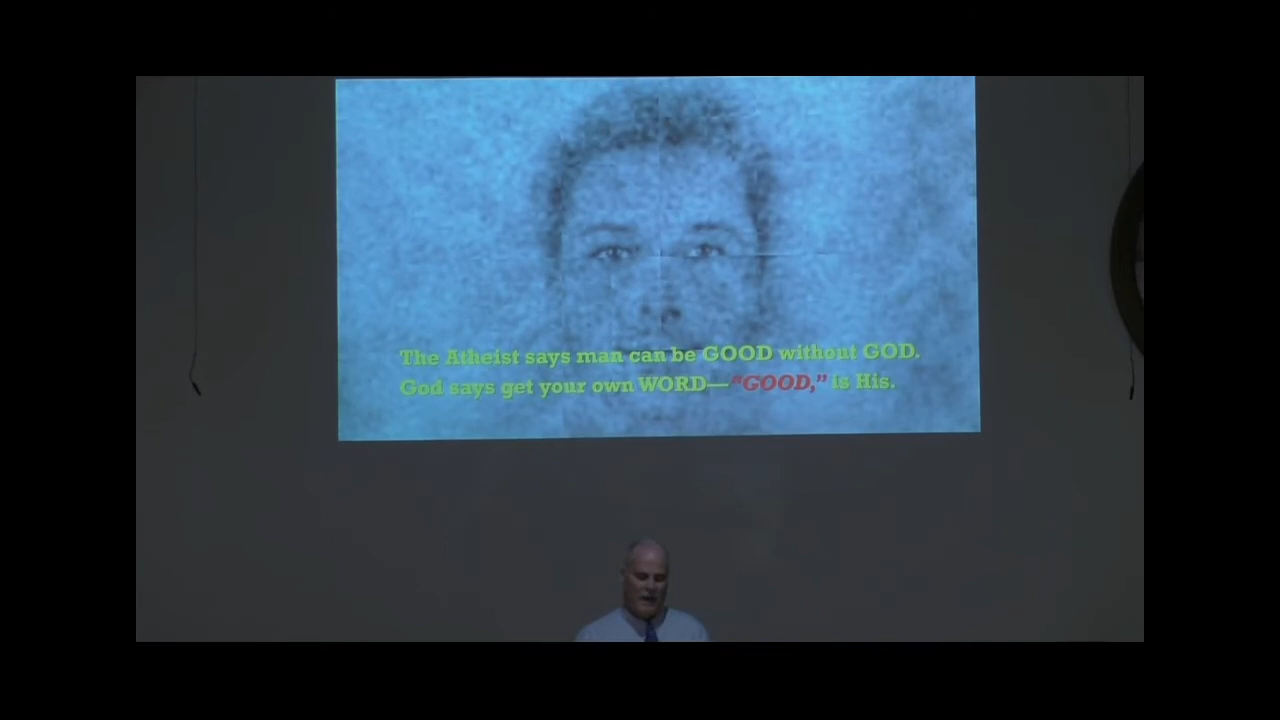 The Atheist says man can be GOOD without GOD.
God says get your own WORD—“GOOD,” is His.